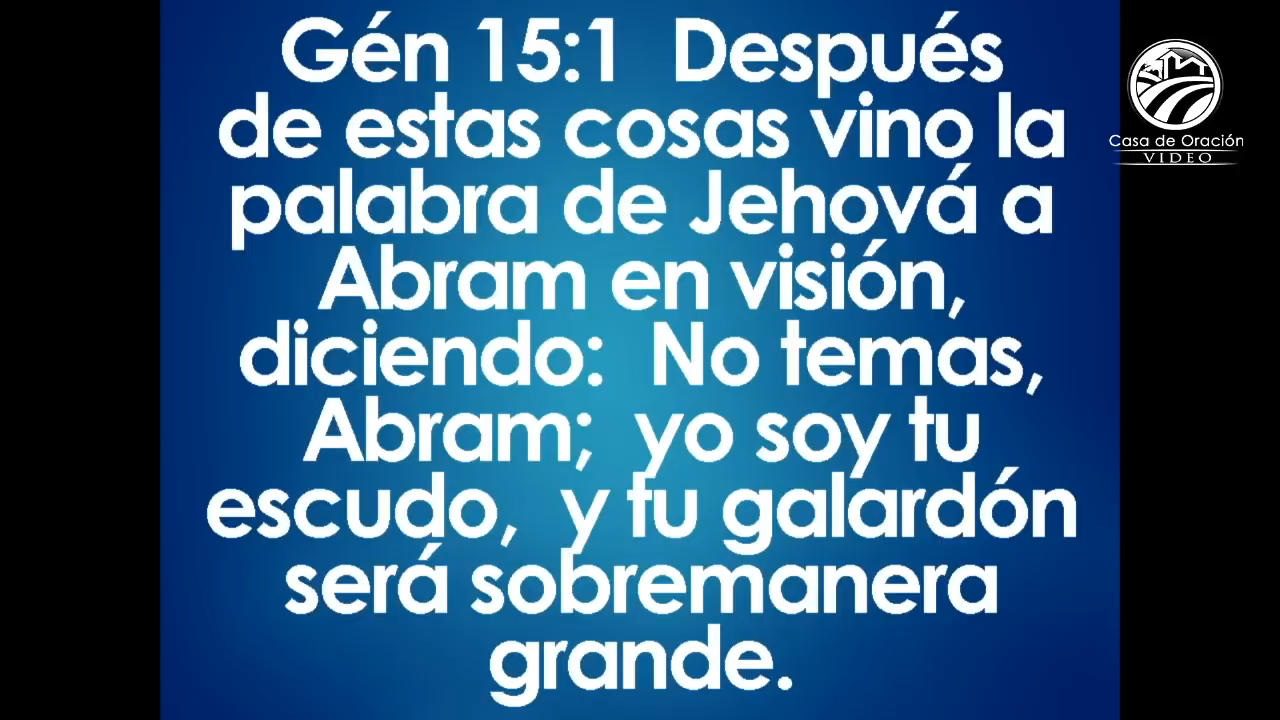 Gén 15:1  Después
de estas cosas vino la
palabra de Jehová a
Abram en visión,
diciendo:  No temas,
Abram;  yo soy tu
escudo,  y tu galardón
será sobremanera
grande.
Casa de Oración
VIDEO